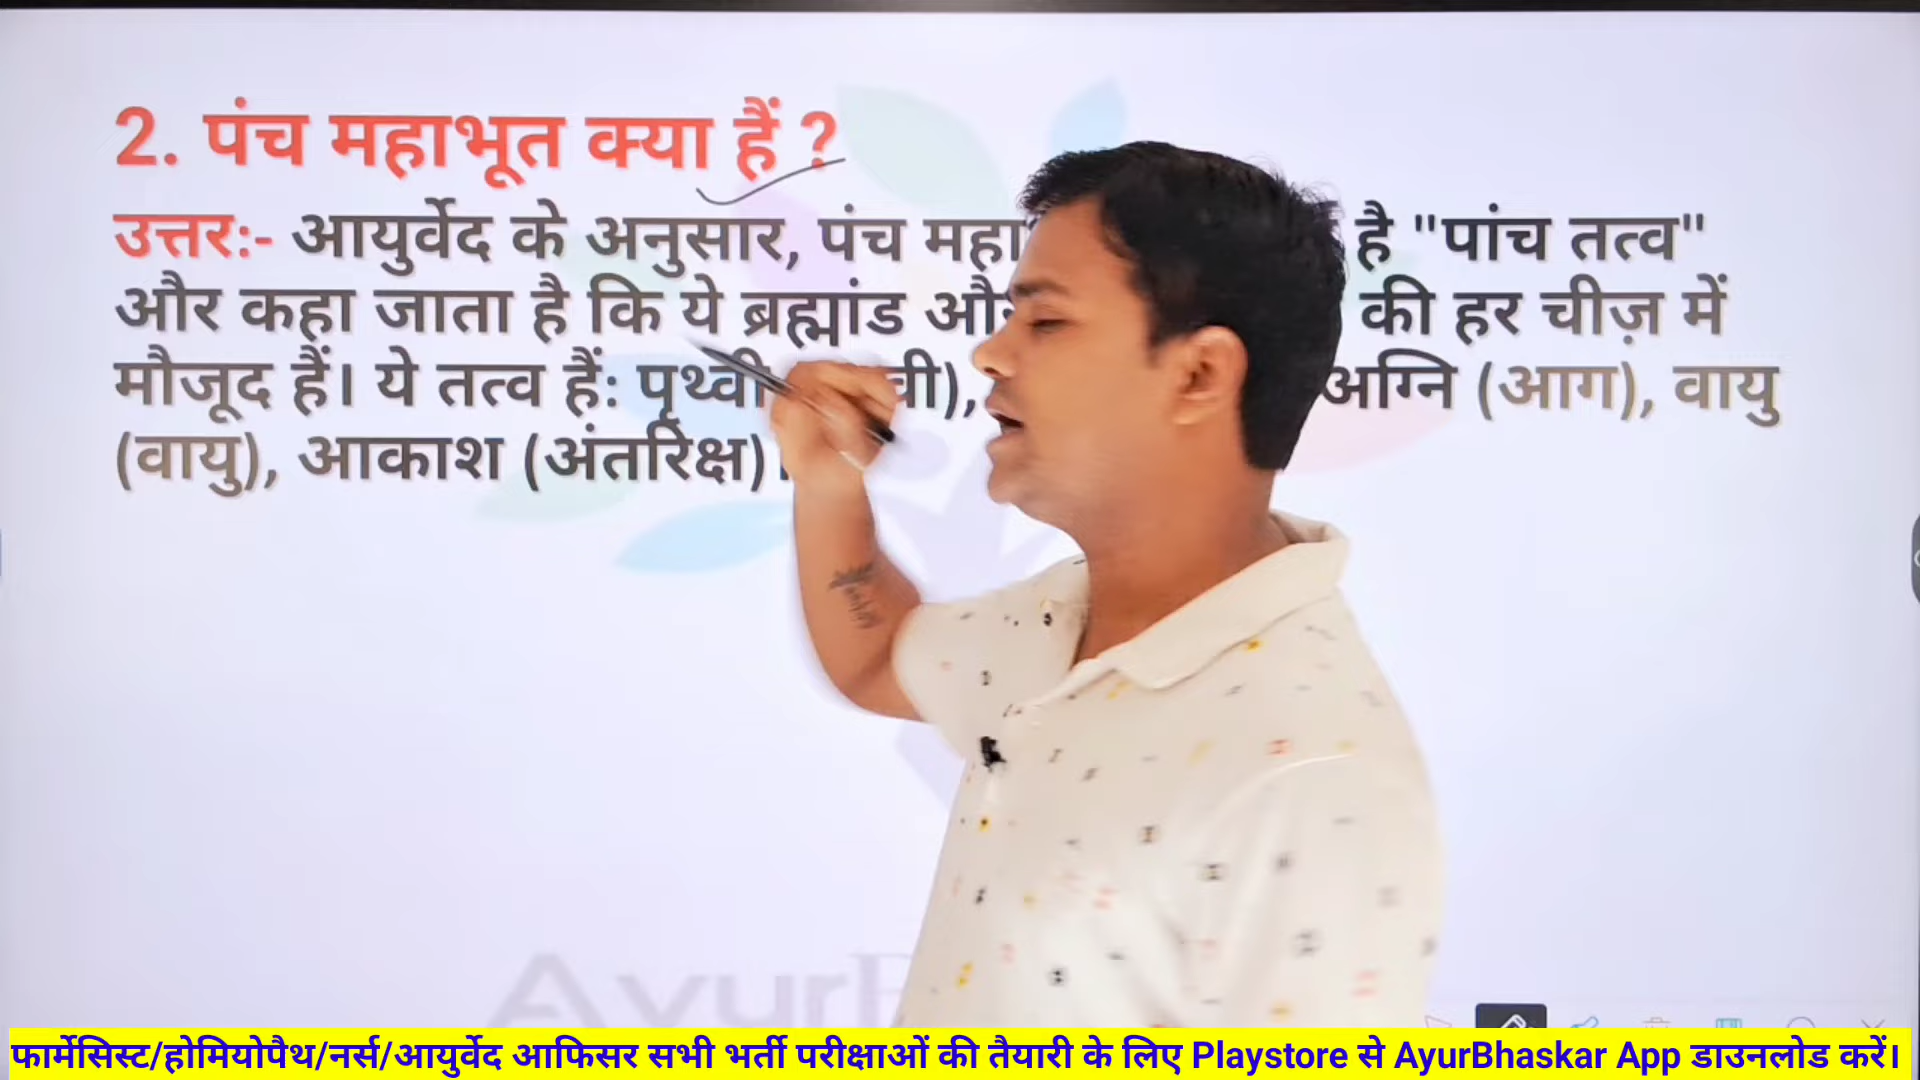 2. पंच महाभूत क्या हैं ?
उत्तरः- आयुर्वेद के अनुसार, पंच है "पांच तत्व"
और कहा जाता है कि ये ब्रह्मांड की हर चीज़ में
मौजूद हैं। ये तत्व हैंः पृथ्वी अग्नि (आग), वायु
(वायु), आकाश (अंतरिक्ष)
फार्मेसिस्ट/होमियोपैथ/नर्स/आयुर्वेद आफिसर सभी भर्ती परीक्षाओं की तैयारी के लिए Playstore से AyurBhaskar App डाउनलोड करें।